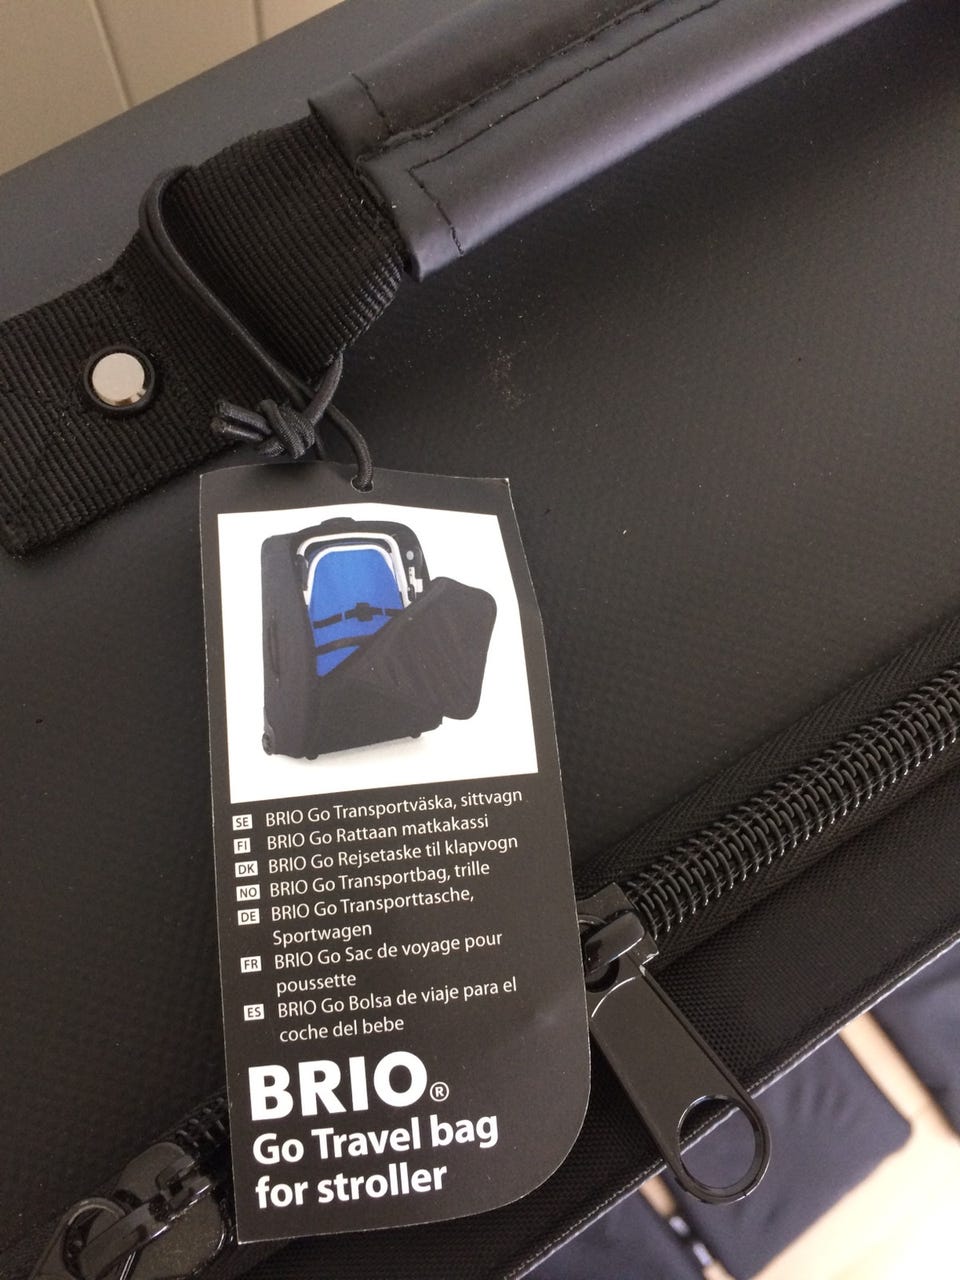 SE BRIO Go Transportväska, sittvagn
FI BRIO Go Rattaan matkakassi
DK BRIO Go Rejsetaske til klapvogn
NO BRIO Go Transportbag, trille
DE BRIO Go Transporttasche,
Sportwagen
FR BRIO Go Sac de voyage pour
poussette
ES BRIO Go Bolsa de viaje para el
coche del bebe
BRIO®
Go Travel bag
for stroller